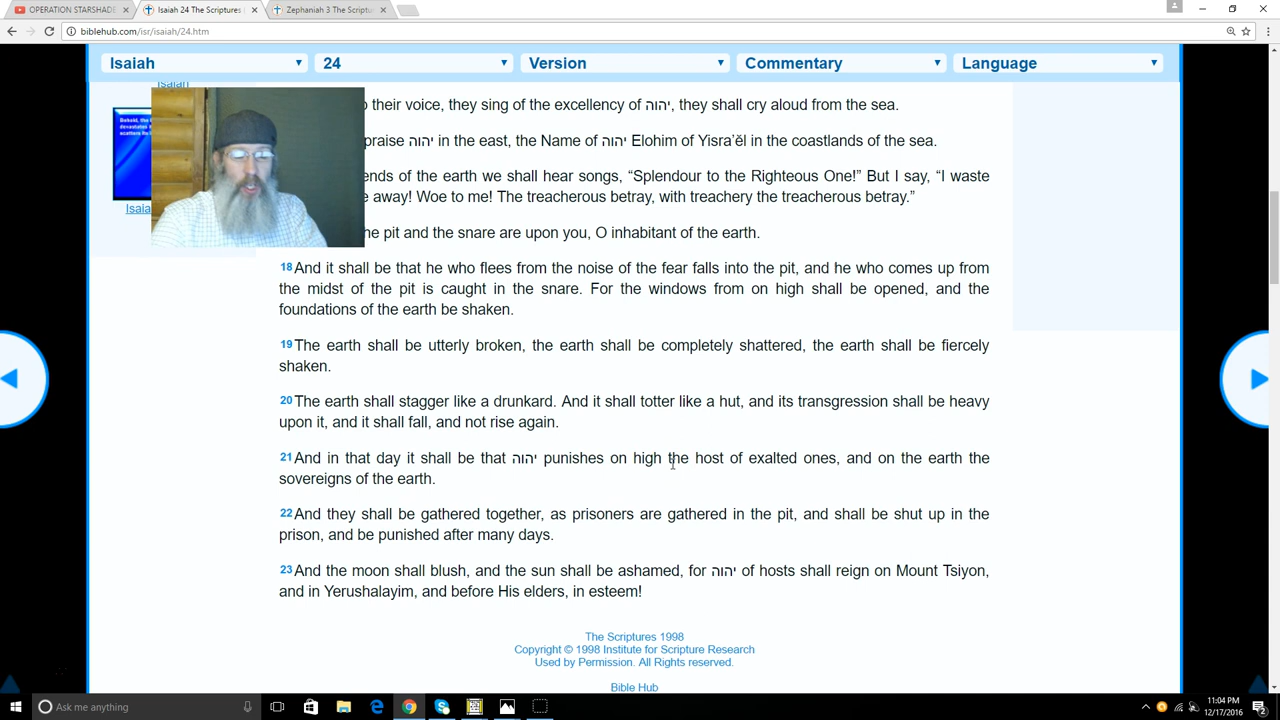 OPERATION STARSHADE
Isaiah 24 The Scriptures
Zephaniah 3 The Scriptu
biblehub.com/isr/isaiah/24.htm
Isaiah
24
Version
Commentary
Language
Isaiah
Behold, the
their voice, they sing of the excellency of יהוה, they shall cry aloud from the sea.
praise יהוה in the east, the Name of יהוה Elohim of Yisra’ĕl in the coastlands of the sea.
ends of the earth we shall hear songs, “Splendour to the Righteous One!” But I say, “I waste
away! Woe to me! The treacherous betray, with treachery the treacherous betray.”
Isaia
he pit and the snare are upon you, O inhabitant of the earth.
18 And it shall be that he who flees from the noise of the fear falls into the pit, and he who comes up from
the midst of the pit is caught in the snare. For the windows from on high shall be opened, and the
foundations of the earth be shaken.
19 The earth shall be utterly broken, the earth shall be completely shattered, the earth shall be fiercely
shaken.
20 The earth shall stagger like a drunkard. And it shall totter like a hut, and its transgression shall be heavy
upon it, and it shall fall, and not rise again.
21 And in that day it shall be that יהוה punishes on high the host of exalted ones, and on the earth the
sovereigns of the earth.
22 And they shall be gathered together, as prisoners are gathered in the pit, and shall be shut up in the
prison, and be punished after many days.
23 And the moon shall blush, and the sun shall be ashamed, for יהוה of hosts shall reign on Mount Tsiyon,
and in Yerushalayim, and before His elders, in esteem!
The Scriptures 1998
Copyright © 1998 Institute for Scripture Research
Used by Permission. All Rights reserved.
Bible Hub
Ask me anything
11:04 PM
12/17/2016